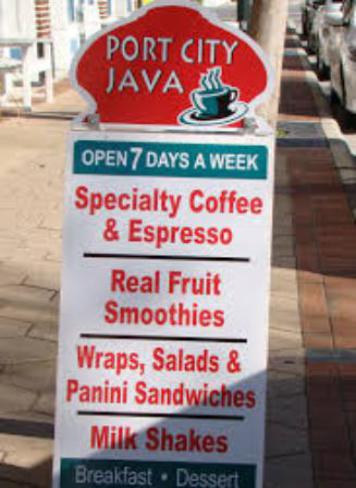 PORT CITY
JAVA
OPEN 7 DAYS A WEEK
Specialty Coffee
& Espresso
Real Fruit
Smoothies
Wraps, Salads &
Panini Sandwiches
Milk Shakes
Breakfast • Dessert